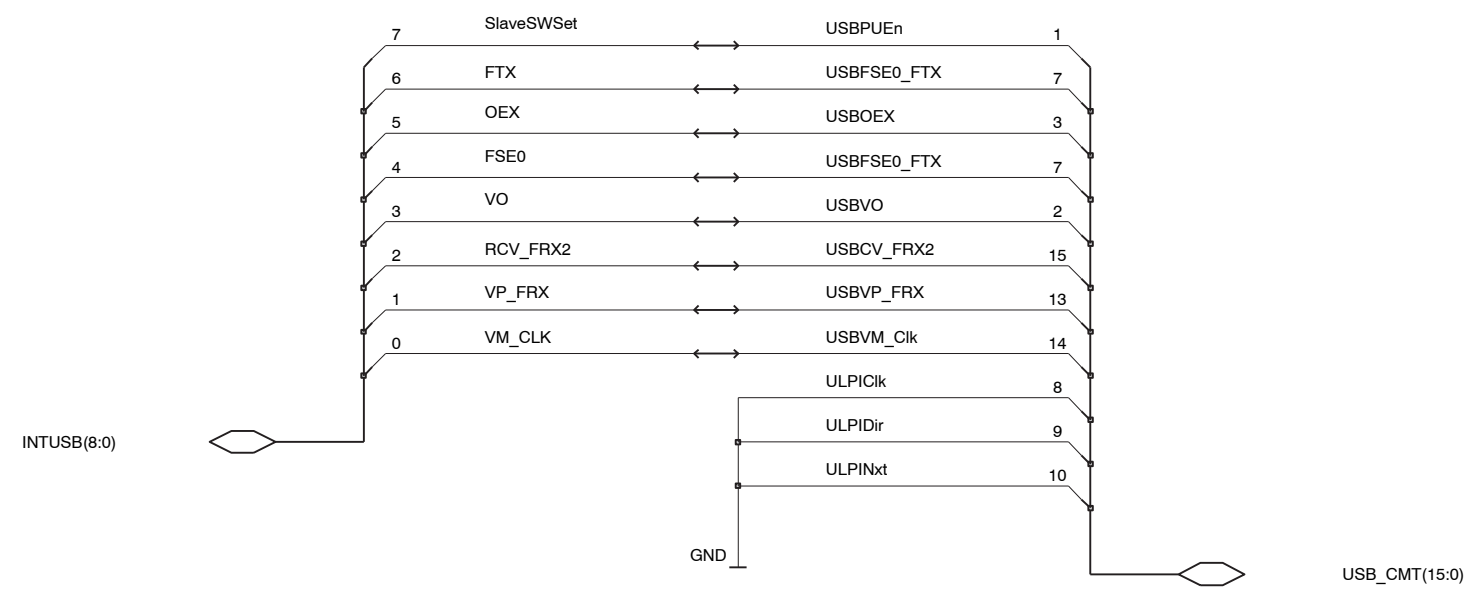 7 SlaveSWSet USBPUEn 1
6 FTX USBFSE0_FTX 7
5 OEX USBOEX 3
4 FSE0 USBFSE0_FTX 7
3 VO USBVO 2
2 RCV_FRX2 USBCV_FRX2 15
1 VP_FRX USBVP_FRX 13
0 VM_CLK USBVM_Clk 14
ULPIClk 8
INTUSB(8:0) ULPIDir 9
ULPINxt 10
GND
USB_CMT(15:0)